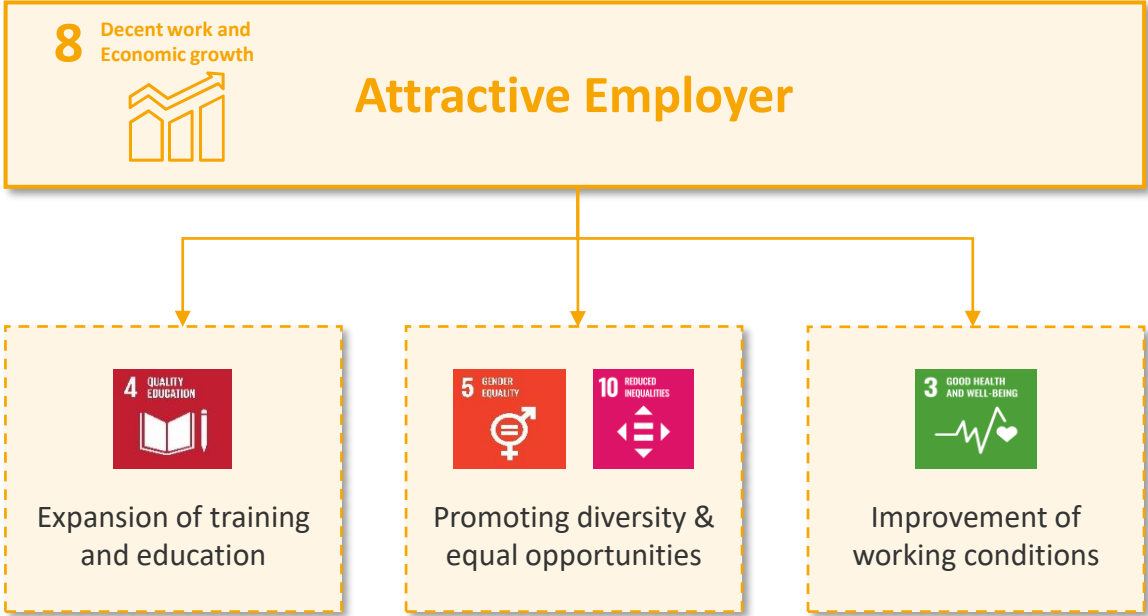 8
Decent work and
Economic growth
Attractive Employer
4 QUALITY
EDUCATION
Expansion of training
and education
5 GENDER
EQUALITY
10 REDUCED
INEQUALITIES
Promoting diversity &
equal opportunities
3 GOOD HEALTH
AND WELL-BEING
Improvement of
working conditions